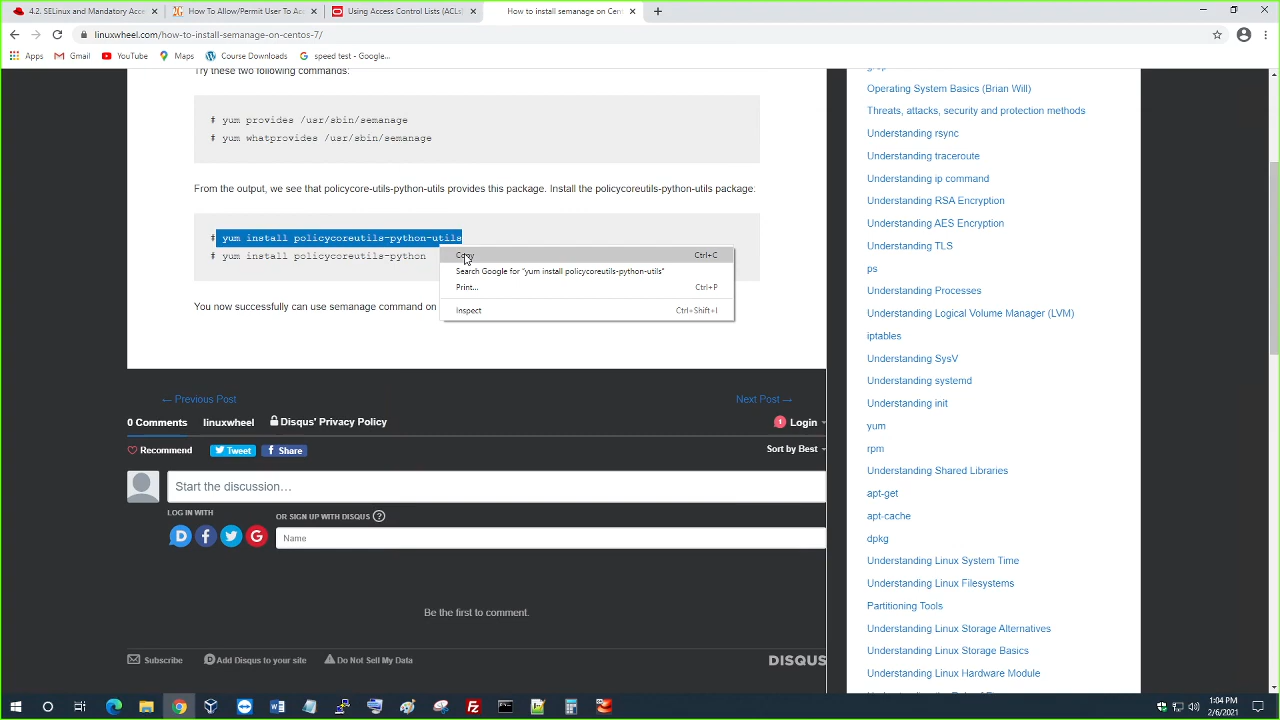 4.2. SELinux and Mandatory Acces
How To Allow/Permit User To Ac
Using Access Control Lists (ACLs)
How to install semanage on Cent
linuxwheel.com/how-to-install-semanage-on-centos-7/
Apps
Gmail
YouTube
Maps
Course Downloads
speed test - Google...
Try these two following commands:
# yum provides /usr/sbin/semanage
# yum whatprovides /usr/sbin/semanage
From the output, we see that policycore-utils-python-utils provides this package. Install the policycoreutils-python-utils package:
# yum install policycoreutils-python-utils
# yum install policycoreutils-python
Copy Ctrl+C
Search Google for "yum install policycoreutils-python-utils"
Print... Ctrl+P
Inspect Ctrl+Shift+I
You now successfully can use semanage command on
← Previous Post
Next Post →
0 Comments
linuxwheel
Disqus' Privacy Policy
1
Login
Recommend
Tweet
Share
Sort by Best
Start the discussion…
LOG IN WITH
OR SIGN UP WITH DISQUS ?
D
f
G
Name
Be the first to comment.
Subscribe
Add Disqus to your site
Do Not Sell My Data
DISQUS
Operating System Basics (Brian Will)
Threats, attacks, security and protection methods
Understanding rsync
Understanding traceroute
Understanding ip command
Understanding RSA Encryption
Understanding AES Encryption
Understanding TLS
ps
Understanding Processes
Understanding Logical Volume Manager (LVM)
iptables
Understanding SysV
Understanding systemd
Understanding init
yum
rpm
Understanding Shared Libraries
apt-get
apt-cache
dpkg
Understanding Linux System Time
Understanding Linux Filesystems
Partitioning Tools
Understanding Linux Storage Alternatives
Understanding Linux Storage Basics
Understanding Linux Hardware Module
1:04 PM
2/6/2021